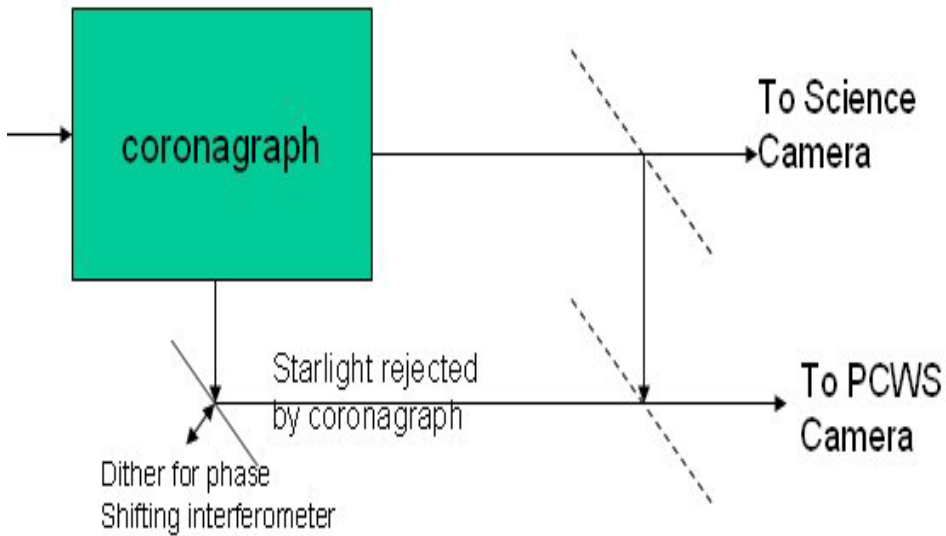 coronagraph
To Science
Camera
Starlight rejected
by coronagraph
To PCWS
Camera
Dither for phase
Shifting interferometer